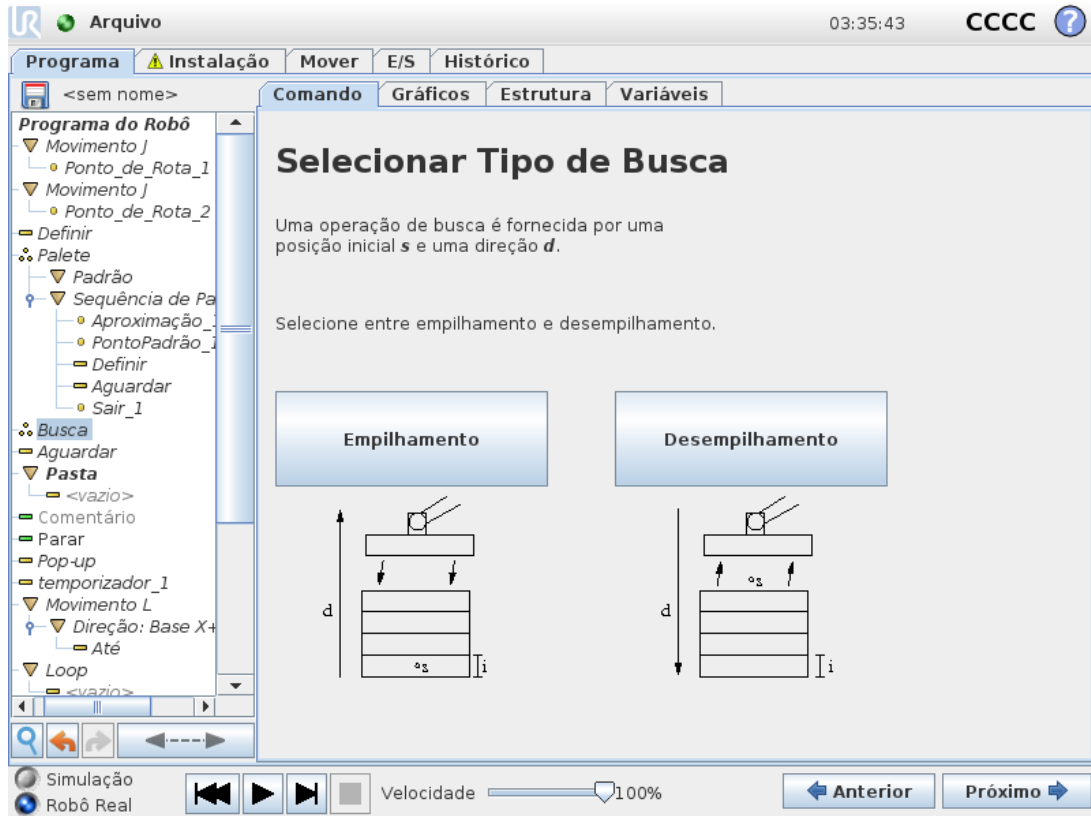 UR Arquivo 03:35:43 CCCC ?
Programa Instalação Mover E/S Histórico
<sem nome>
Comando Gráficos Estrutura Variáveis
Programa do Robô
Movimento J
Ponto_de_Rota_1
Movimento J
Ponto_de_Rota_2
Definir
Palete
Padrão
Sequência de Pa
Aproximação_1
PontoPadrão_1
Definir
Aguardar
Sair_1
Busca
Aguardar
Pasta
<vazio>
Comentário
Parar
Pop-up
temporizador_1
Movimento L
Direção: Base X+
Até
Loop
<vazio>
Selecionar Tipo de Busca
Uma operação de busca é fornecida por uma
posição inicial s e uma direção d.
Selecione entre empilhamento e desempilhamento.
Empilhamento
Desempilhamento
d
s
i
d
s
i
Simulação
Robô Real
Velocidade 100%
Anterior
Próximo